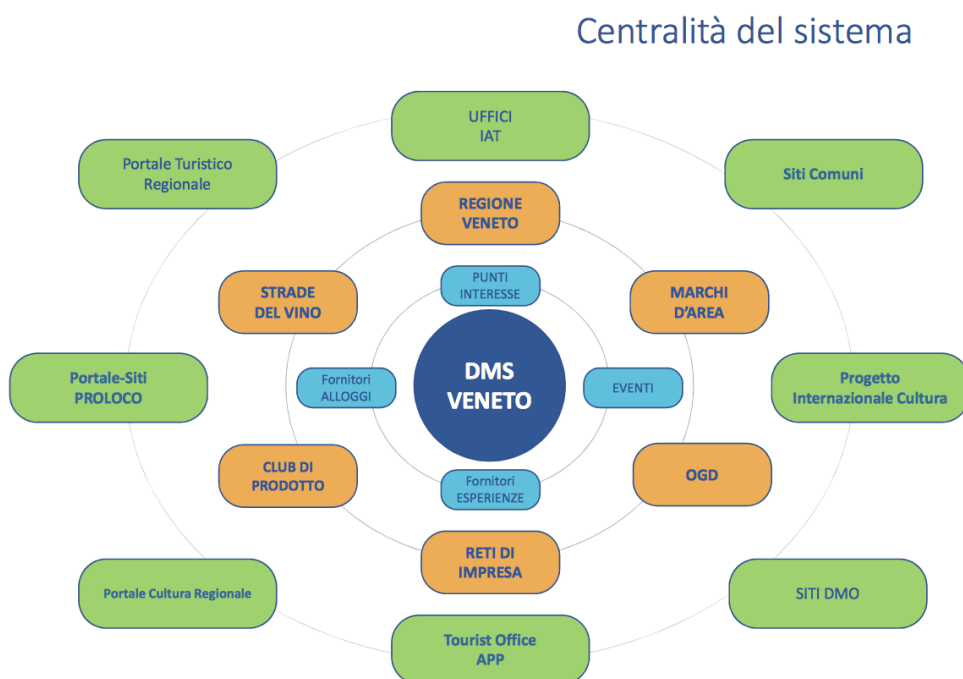 Centralità del sistema
UFFICI
IAT
Portale Turistico
Regionale
Siti Comuni
REGIONE
VENETO
PUNTI
INTERESSE
STRADE
DEL VINO
MARCHI
D'AREA
DMS
VENETO
Fornitori
ALLOGGI
EVENTI
Portale-Siti
PROLOCO
Progetto
Internazionale Cultura
CLUB DI
PRODOTTO
Fornitori
ESPERIENZE
OGD
RETI DI
IMPRESA
Portale Cultura Regionale
SITI DMO
Tourist Office
APP